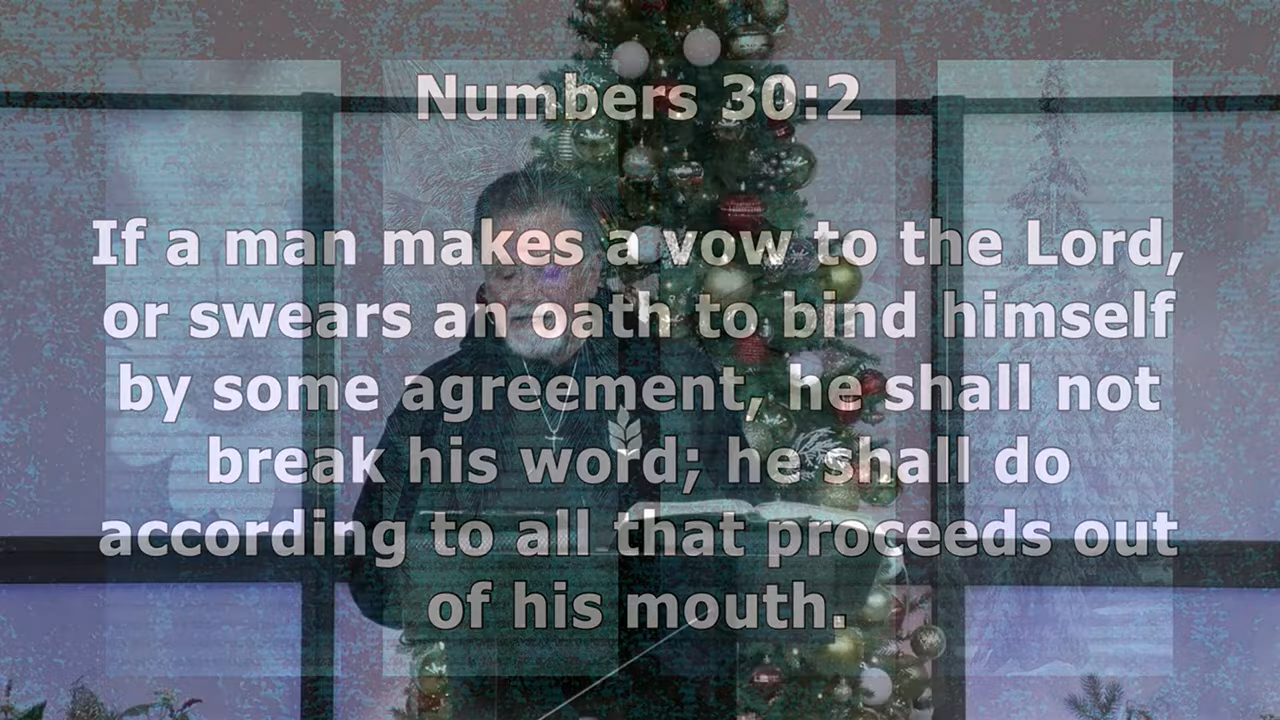 Numbers 30:2
If a man makes a vow to the Lord,
or swears an oath to bind himself
by some agreement, he shall not
break his word; he shall do
according to all that proceeds out
of his mouth.